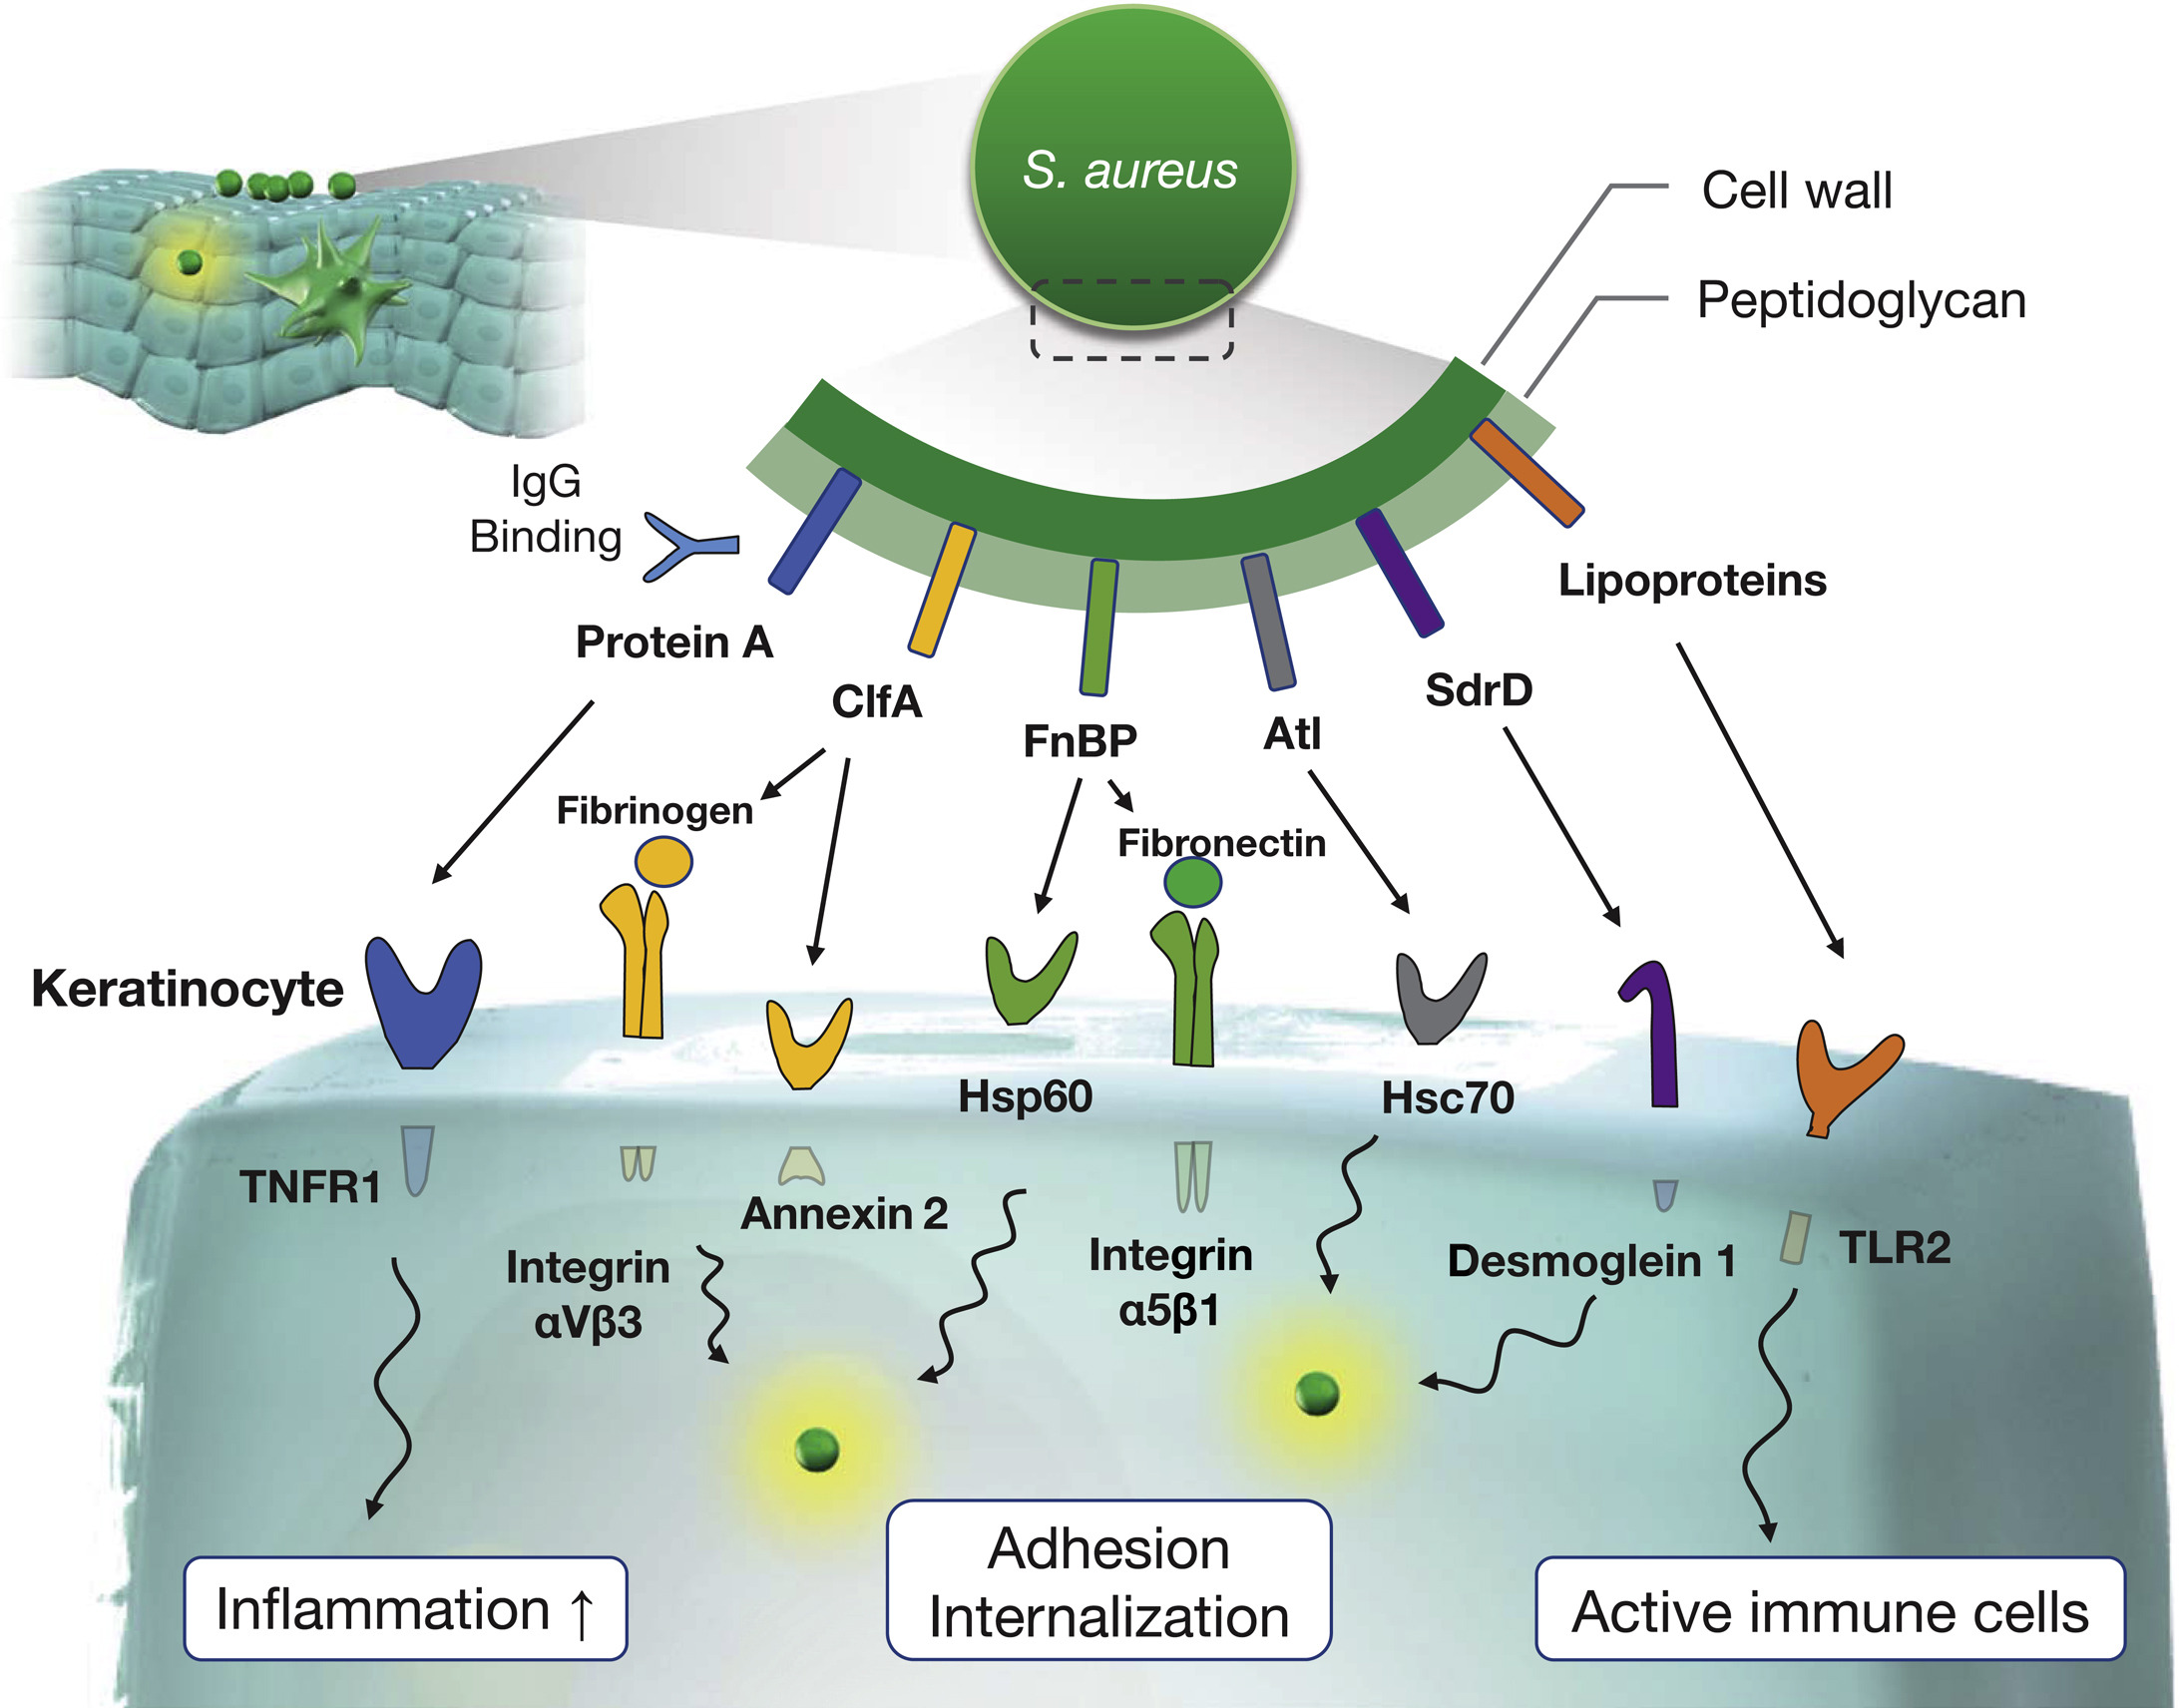 S. aureus
Cell wall
Peptidoglycan
IgG
Binding
Lipoproteins
Protein A
ClfA
SdrD
FnBP
Atl
Fibrinogen
Fibronectin
Keratinocyte
Hsp60
Hsc70
TNFR1
Annexin 2
Integrin
αVβ3
Integrin
α5β1
Desmoglein 1
TLR2
Adhesion
Internalization
Inflammation ↑
Active immune cells